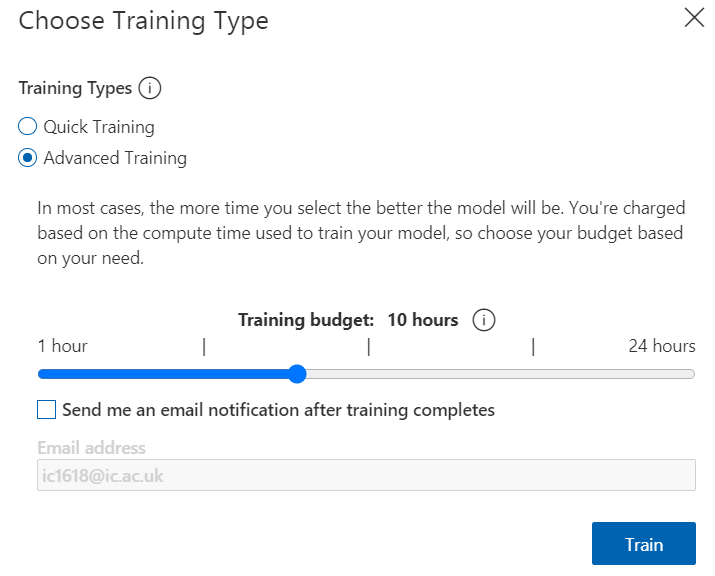 Choose Training Type
Training Types
Quick Training
Advanced Training
In most cases, the more time you select the better the model will be. You're charged
based on the compute time used to train your model, so choose your budget based
on your need.
Training budget: 10 hours
1 hour | | | 24 hours
Send me an email notification after training completes
Email address
ic1618@ic.ac.uk
Train